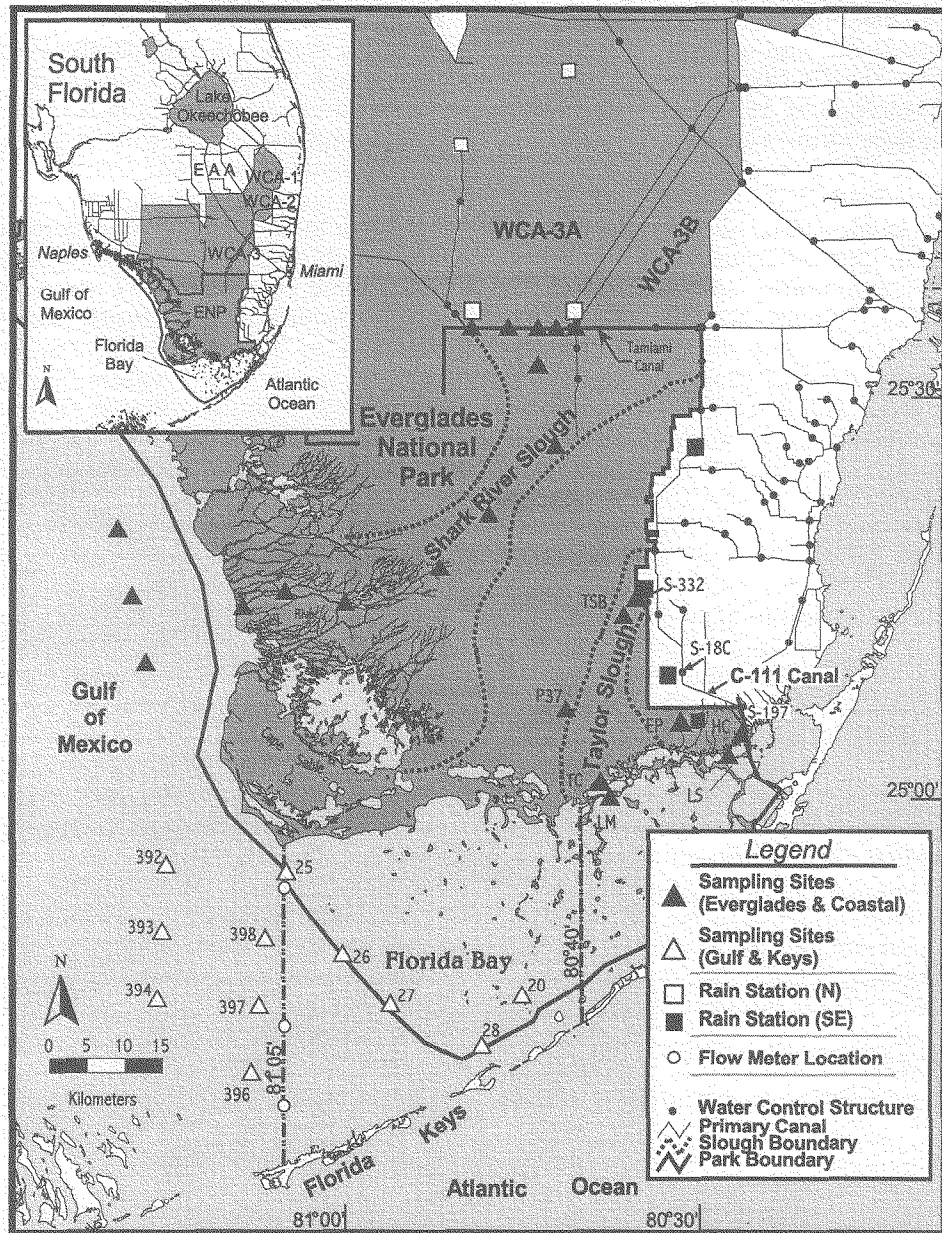 South
Florida
Lake
Okeechobee
E A A
WCA-1
WCA-2
WCA-3
Naples
Miami
Gulf of
Mexico
ENP
Florida
Bay
Atlantic
Ocean
N
WCA-3A
WCA-3B
Tamiami
Canal
25°30'
Everglades
National
Park
Shark River Slough
TSB
S-332
Taylor Slough
S-18C
C-111 Canal
P37
S-197
EP
HC
Gulf
of
Mexico
Cape
Sable
TC
LM
LS
25°00'
392
25
393
398
26
Florida Bay
80°40'
394
397
27
20
28
396
81°05'
N
0 5 10 15
Kilometers
Florida Keys
Atlantic Ocean
81°00'
80°30'
Legend
Sampling Sites
(Everglades & Coastal)
Sampling Sites
(Gulf & Keys)
Rain Station (N)
Rain Station (SE)
Flow Meter Location
Water Control Structure
Primary Canal
Slough Boundary
Park Boundary